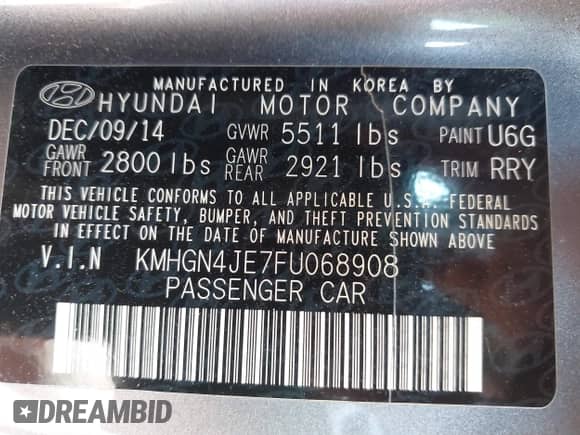 MANUFACTURED IN KOREA BY
HYUNDAI MOTOR COMPANY
DEC/09/14 GVWR 5511 lbs PAINT U6G
GAWR FRONT 2800 lbs GAWR REAR 2921 lbs TRIM RRY
THIS VEHICLE CONFORMS TO ALL APPLICABLE U.S.A. FEDERAL
MOTOR VEHICLE SAFETY, BUMPER, AND THEFT PREVENTION STANDARDS
IN EFFECT ON THE DATE OF MANUFACTURE SHOWN ABOVE.
V.I.N KMHGN4JE7FU068908
PASSENGER CAR
DREAMBID